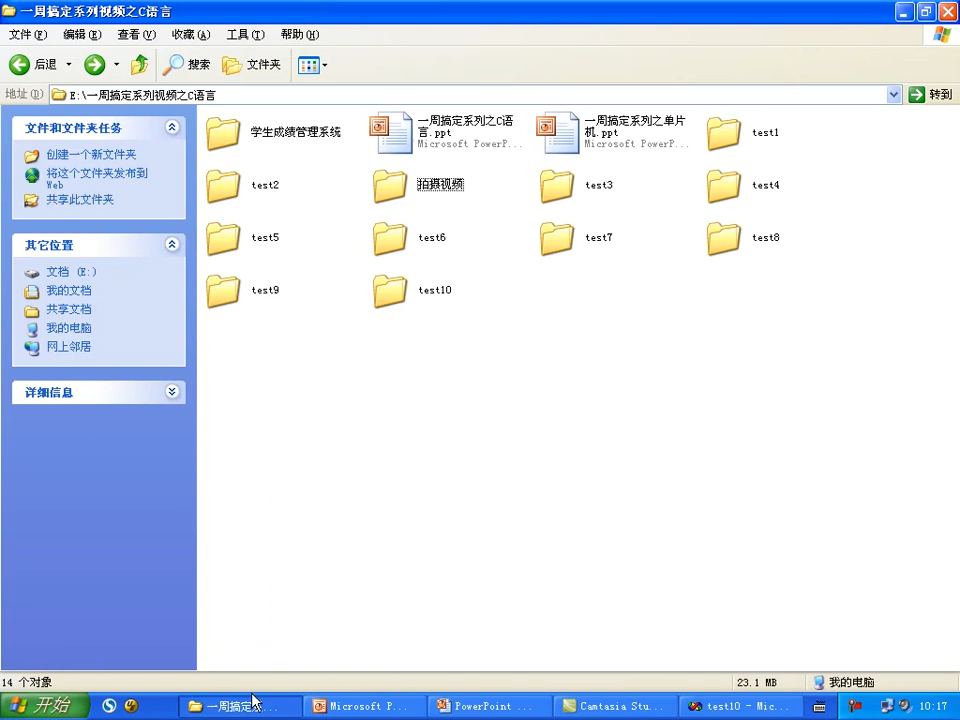 一周搞定系列视频之C语言
文件(F) 编辑(E) 查看(V) 收藏(A) 工具(T) 帮助(H)
后退 搜索 文件夹
地址(D) E:\一周搞定系列视频之C语言 转到
文件和文件夹任务
创建一个新文件夹
将这个文件夹发布到
Web
共享此文件夹
其它位置
文档 (E:)
我的文档
共享文档
我的电脑
网上邻居
详细信息
学生成绩管理系统
一周搞定系列之C语
言.ppt
Microsoft PowerP...
一周搞定系列之单片
机.ppt
Microsoft PowerP...
test1
test2
拍摄视频
test3
test4
test5
test6
test7
test8
test9
test10
14 个对象
23.1 MB
我的电脑
开始
一周搞定...
Microsoft P...
PowerPoint ...
Camtasia Stu...
test10 - Mic...
10:17